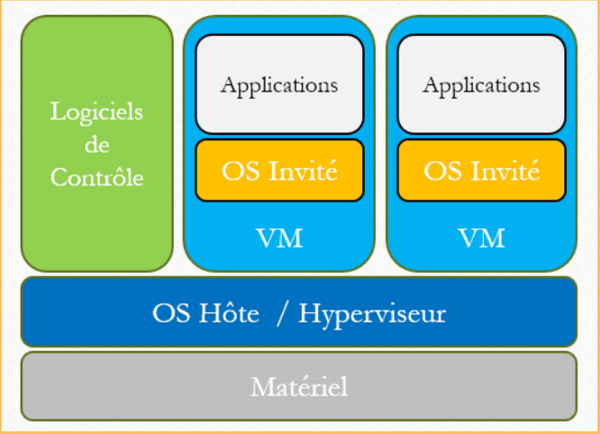 Logiciels
de
Contrôle
Applications
OS Invité
VM
Applications
OS Invité
VM
OS Hôte / Hyperviseur
Matériel